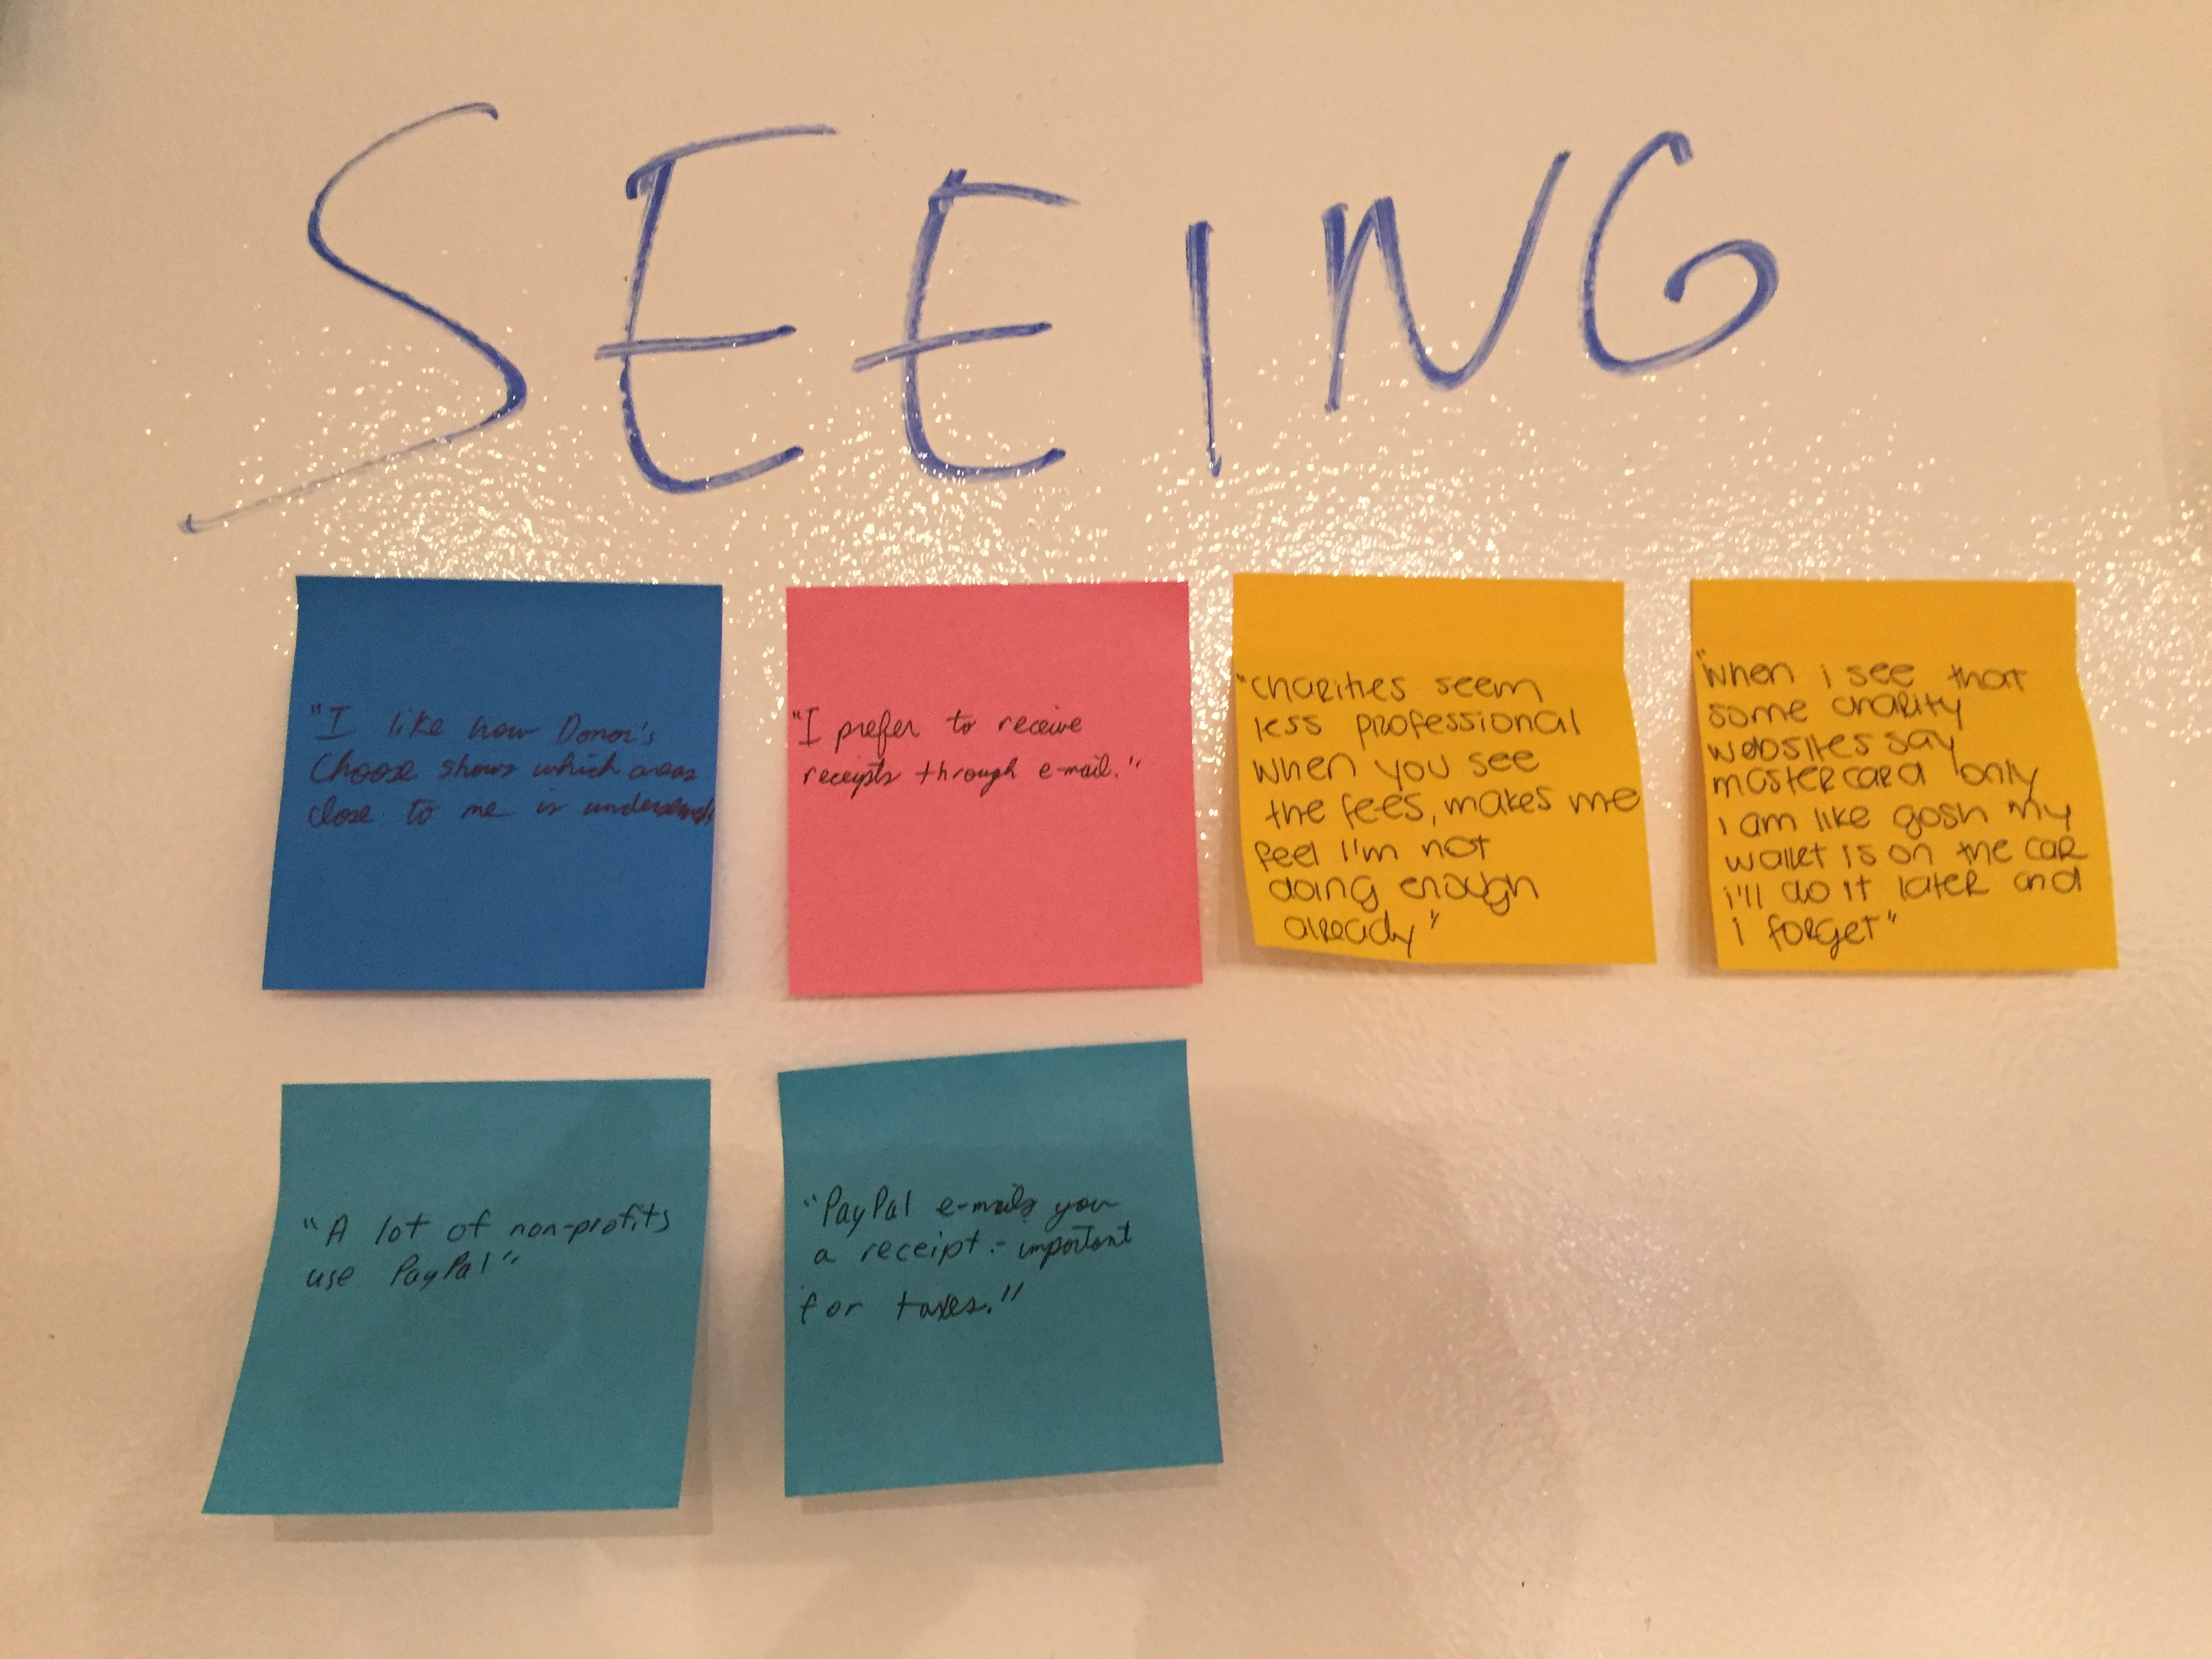 SEEING
"I like how Donor's
Choose shows which areas
close to me is underserved
"I prefer to receive
receipts through e-mail."
"Charities seem
less professional
when you see
the fees, makes me
feel I'm not
doing enough
already"
"When i see that
some charity
websites say
mastercard only
i am like gosh my
wallet is on the car
i'll do it later and
I forget"
"A lot of non-profits
use PayPal"
"PayPal e-mails you
a receipt - important
for taxes."